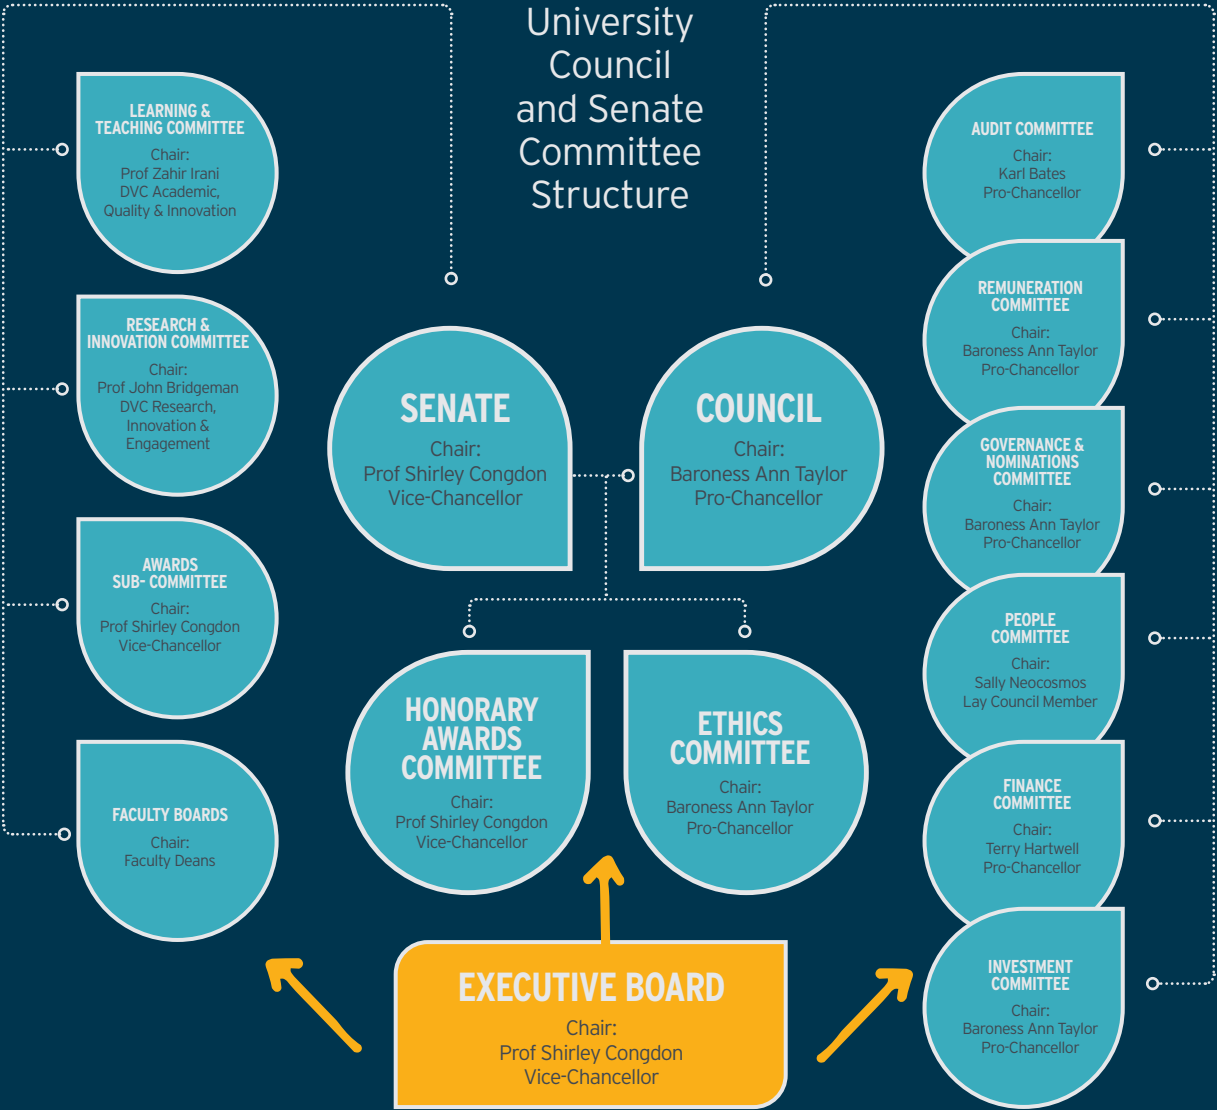 University
Council
and Senate
Committee
Structure
LEARNING &
TEACHING COMMITTEE
Chair:
Prof Zahir Irani
DVC Academic,
Quality & Innovation
RESEARCH &
INNOVATION COMMITTEE
Chair:
Prof John Bridgeman
DVC Research,
Innovation &
Engagement
AWARDS
SUB- COMMITTEE
Chair:
Prof Shirley Congdon
Vice-Chancellor
FACULTY BOARDS
Chair:
Faculty Deans
SENATE
Chair:
Prof Shirley Congdon
Vice-Chancellor
COUNCIL
Chair:
Baroness Ann Taylor
Pro-Chancellor
HONORARY
AWARDS
COMMITTEE
Chair:
Prof Shirley Congdon
Vice-Chancellor
ETHICS
COMMITTEE
Chair:
Baroness Ann Taylor
Pro-Chancellor
EXECUTIVE BOARD
Chair:
Prof Shirley Congdon
Vice-Chancellor
AUDIT COMMITTEE
Chair:
Karl Bates
Pro-Chancellor
REMUNERATION
COMMITTEE
Chair:
Baroness Ann Taylor
Pro-Chancellor
GOVERNANCE &
NOMINATIONS
COMMITTEE
Chair:
Baroness Ann Taylor
Pro-Chancellor
PEOPLE
COMMITTEE
Chair:
Sally Neocosmos
Lay Council Member
FINANCE
COMMITTEE
Chair:
Terry Hartwell
Pro-Chancellor
INVESTMENT
COMMITTEE
Chair:
Baroness Ann Taylor
Pro-Chancellor